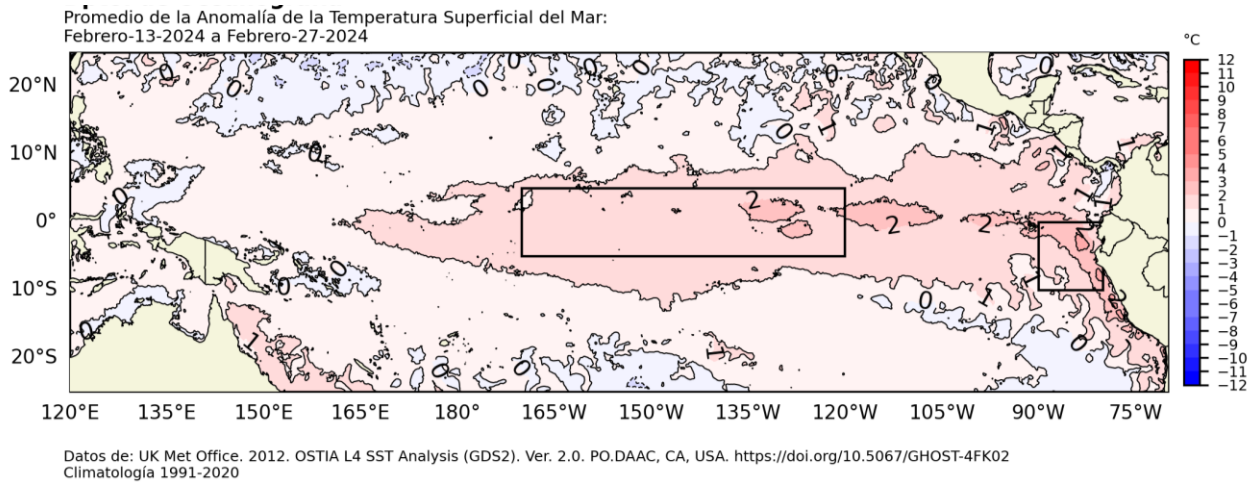 Promedio de la Anomalía de la Temperatura Superficial del Mar:
Febrero-13-2024 a Febrero-27-2024
°C
20°N
10°N
0°
10°S
20°S
120°E 135°E 150°E 165°E 180° 165°W 150°W 135°W 120°W 105°W 90°W 75°W
12
11
10
9
8
7
6
5
4
3
2
1
0
−1
−2
−3
−4
−5
−6
−7
−8
−9
−10
−11
−12
Datos de: UK Met Office. 2012. OSTIA L4 SST Analysis (GDS2). Ver. 2.0. PO.DAAC, CA, USA. https://doi.org/10.5067/GHOST-4FK02
Climatología 1991-2020